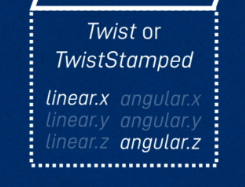 Twist or
TwistStamped
linear.x angular.x
linear.y angular.y
linear.z angular.z